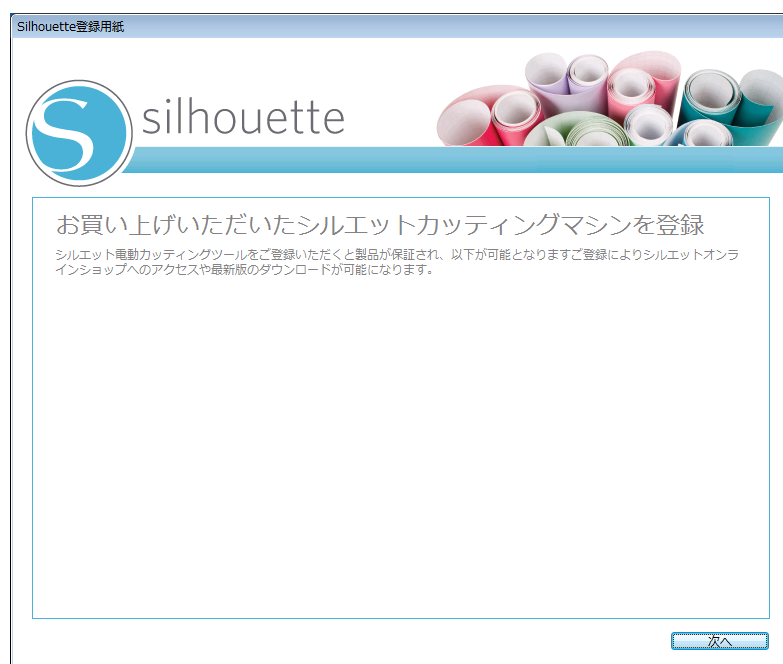 Silhouette登録用紙
S silhouette
お買い上げいただいたシルエットカッティングマシンを登録
シルエット電動カッティングツールをご登録いただくと製品が保証され、以下が可能となりますご登録によりシルエットオンラ
インショップへのアクセスや最新版のダウンロードが可能になります。
次へ